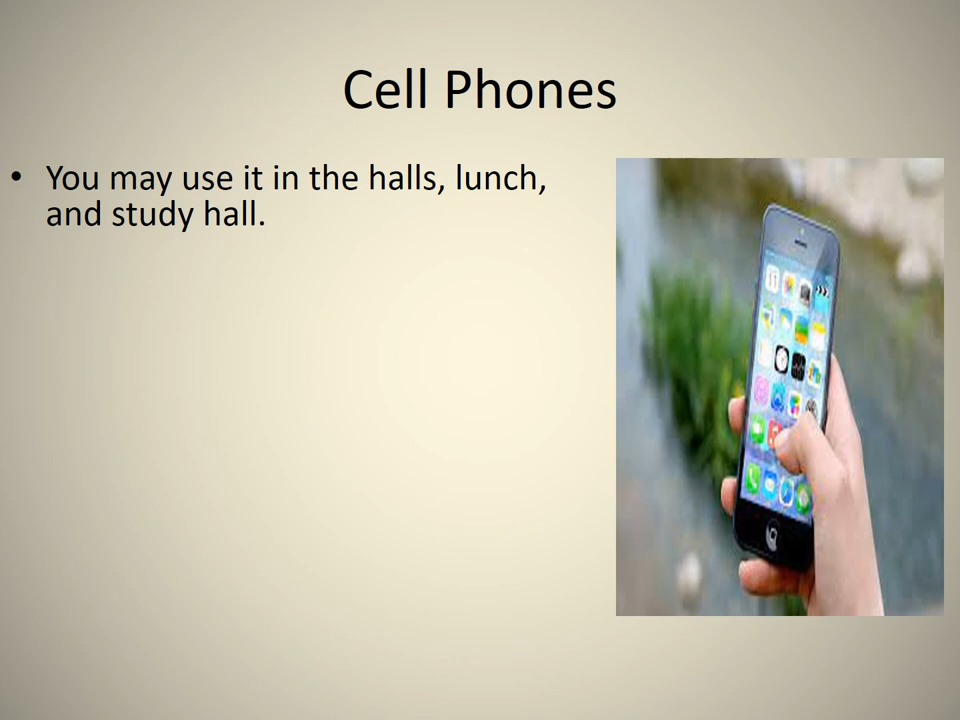 Cell Phones
• You may use it in the halls, lunch,
and study hall.